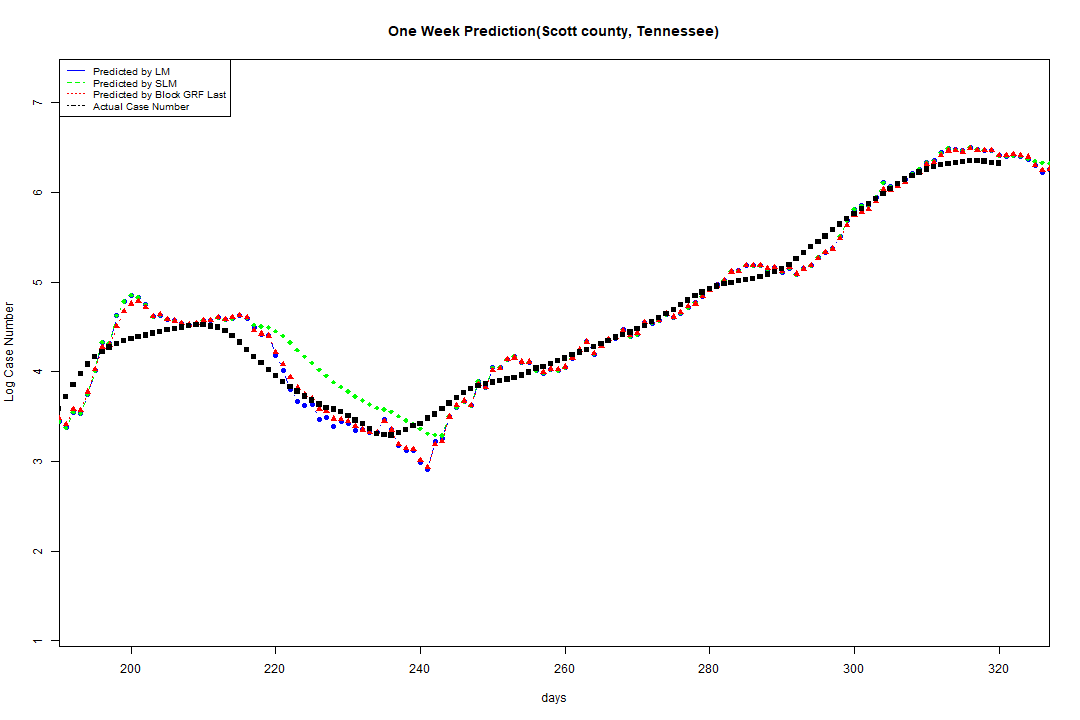 One Week Prediction(Scott county, Tennessee)
Predicted by LM
Predicted by SLM
Predicted by Block GRF Last
Actual Case Number
Log Case Number
7
6
5
4
3
2
1
200 220 240 260 280 300 320
days